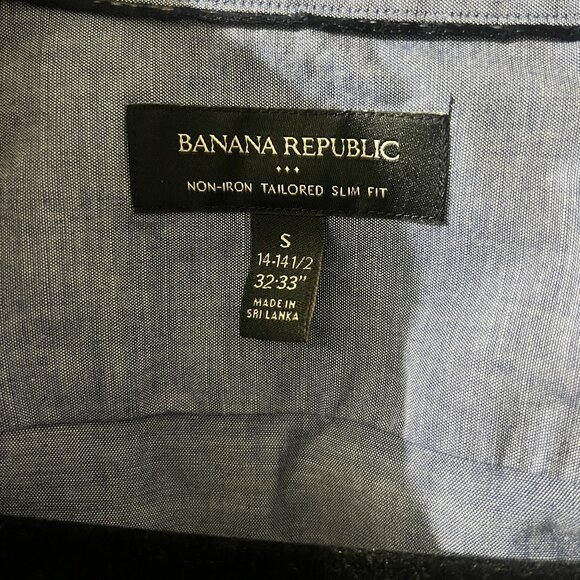 BANANA REPUBLIC
NON-IRON TAILORED SLIM FIT
S
14-14 1/2
32-33"
MADE IN
SRI LANKA